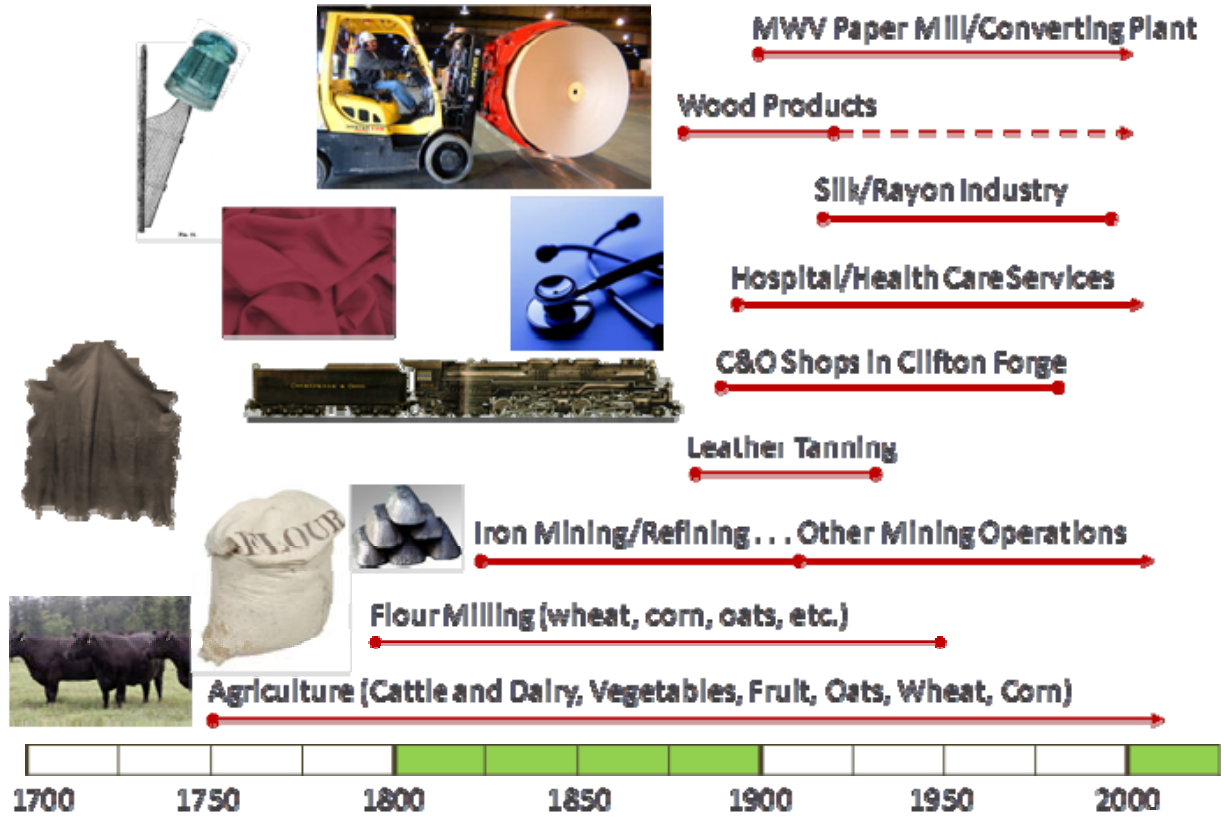 MWV Paper Mill/Converting Plant
Wood Products
Silk/Rayon Industry
Hospital/Health Care Services
C&O Shops in Clifton Forge
Leather Tanning
FLOUR
Iron Mining/Refining . . . Other Mining Operations
Flour Milling (wheat, corn, oats, etc.)
Agriculture (Cattle and Dairy, Vegetables, Fruit, Oats, Wheat, Corn)
1700 1750 1800 1850 1900 1950 2000